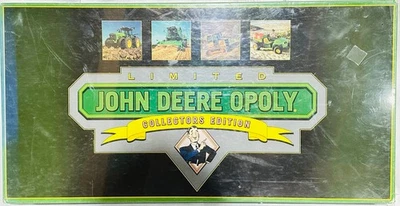 LIMITED
JOHN DEERE OPOLY
COLLECTORS EDITION